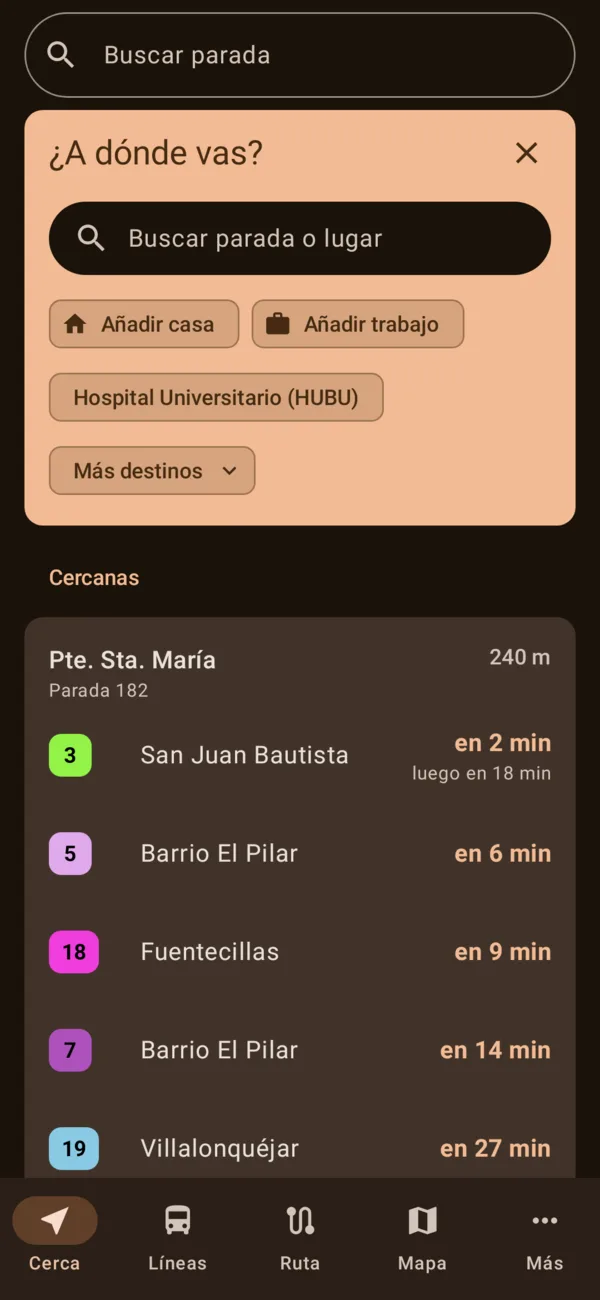 Buscar parada
¿A dónde vas?
Buscar parada o lugar
Añadir casa
Añadir trabajo
Hospital Universitario (HUBU)
Más destinos
Cercanas
Pte. Sta. María
240 m
Parada 182
3 San Juan Bautista en 2 min
luego en 18 min
5 Barrio El Pilar en 6 min
18 Fuentecillas en 9 min
7 Barrio El Pilar en 14 min
19 Villalonquéjar en 27 min
Cerca Líneas Ruta Mapa Más